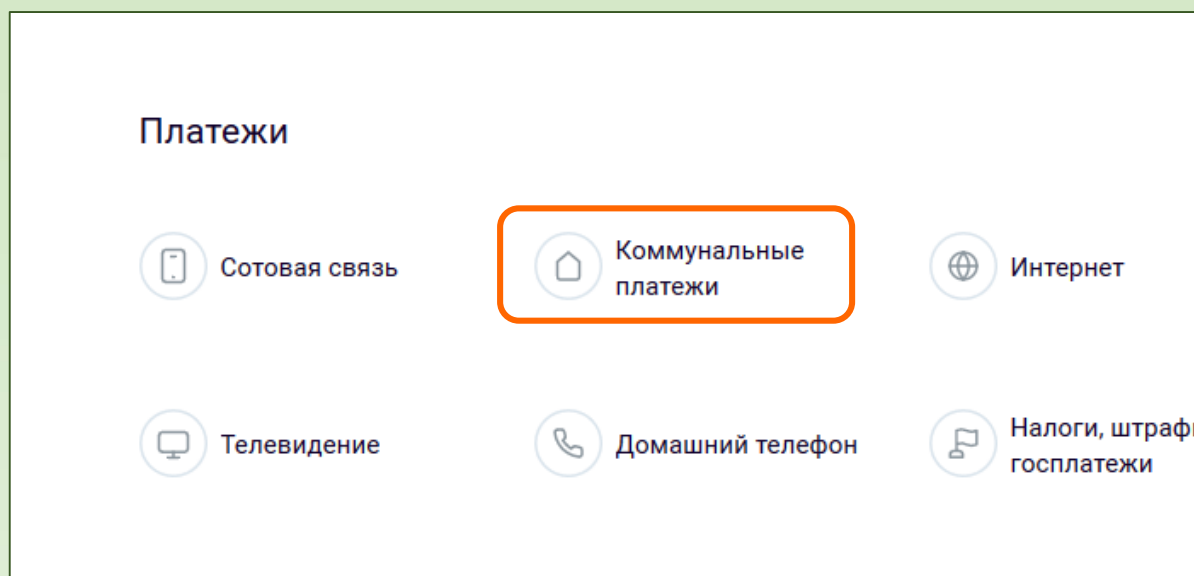 Платежи
Сотовая связь
Коммунальные
платежи
Интернет
Телевидение
Домашний телефон
Налоги, штраф
госплатежи